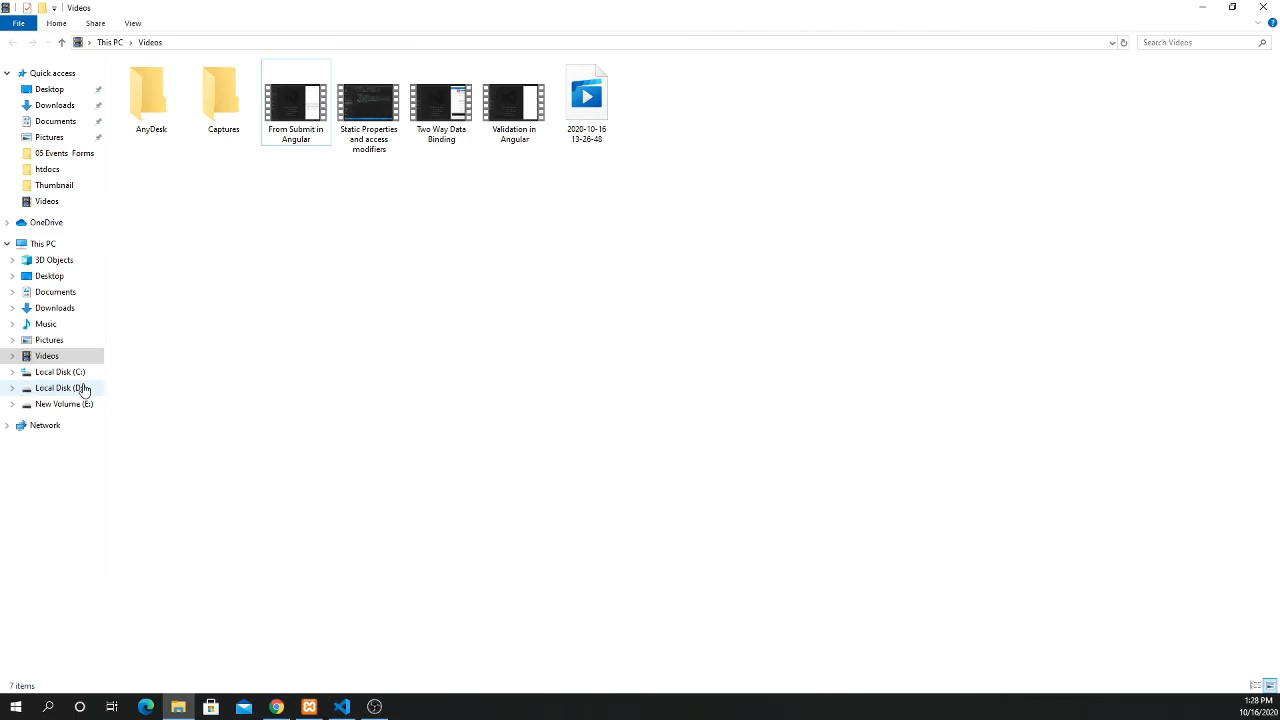 Videos
File Home Share View
This PC Videos
Search Videos
Quick access
Desktop
Downloads
Documents
Pictures
05 Events Forms
htdocs
Thumbnail
Videos
OneDrive
This PC
3D Objects
Desktop
Documents
Downloads
Music
Pictures
Videos
Local Disk (C:)
Local Disk (D:)
New Volume (E:)
Network
AnyDesk
Captures
From Submit in
Angular
Static Properties
and access
modifiers
Two Way Data
Binding
Validation in
Angular
2020-10-16
13-26-48
7 items
1:28 PM
10/16/2020